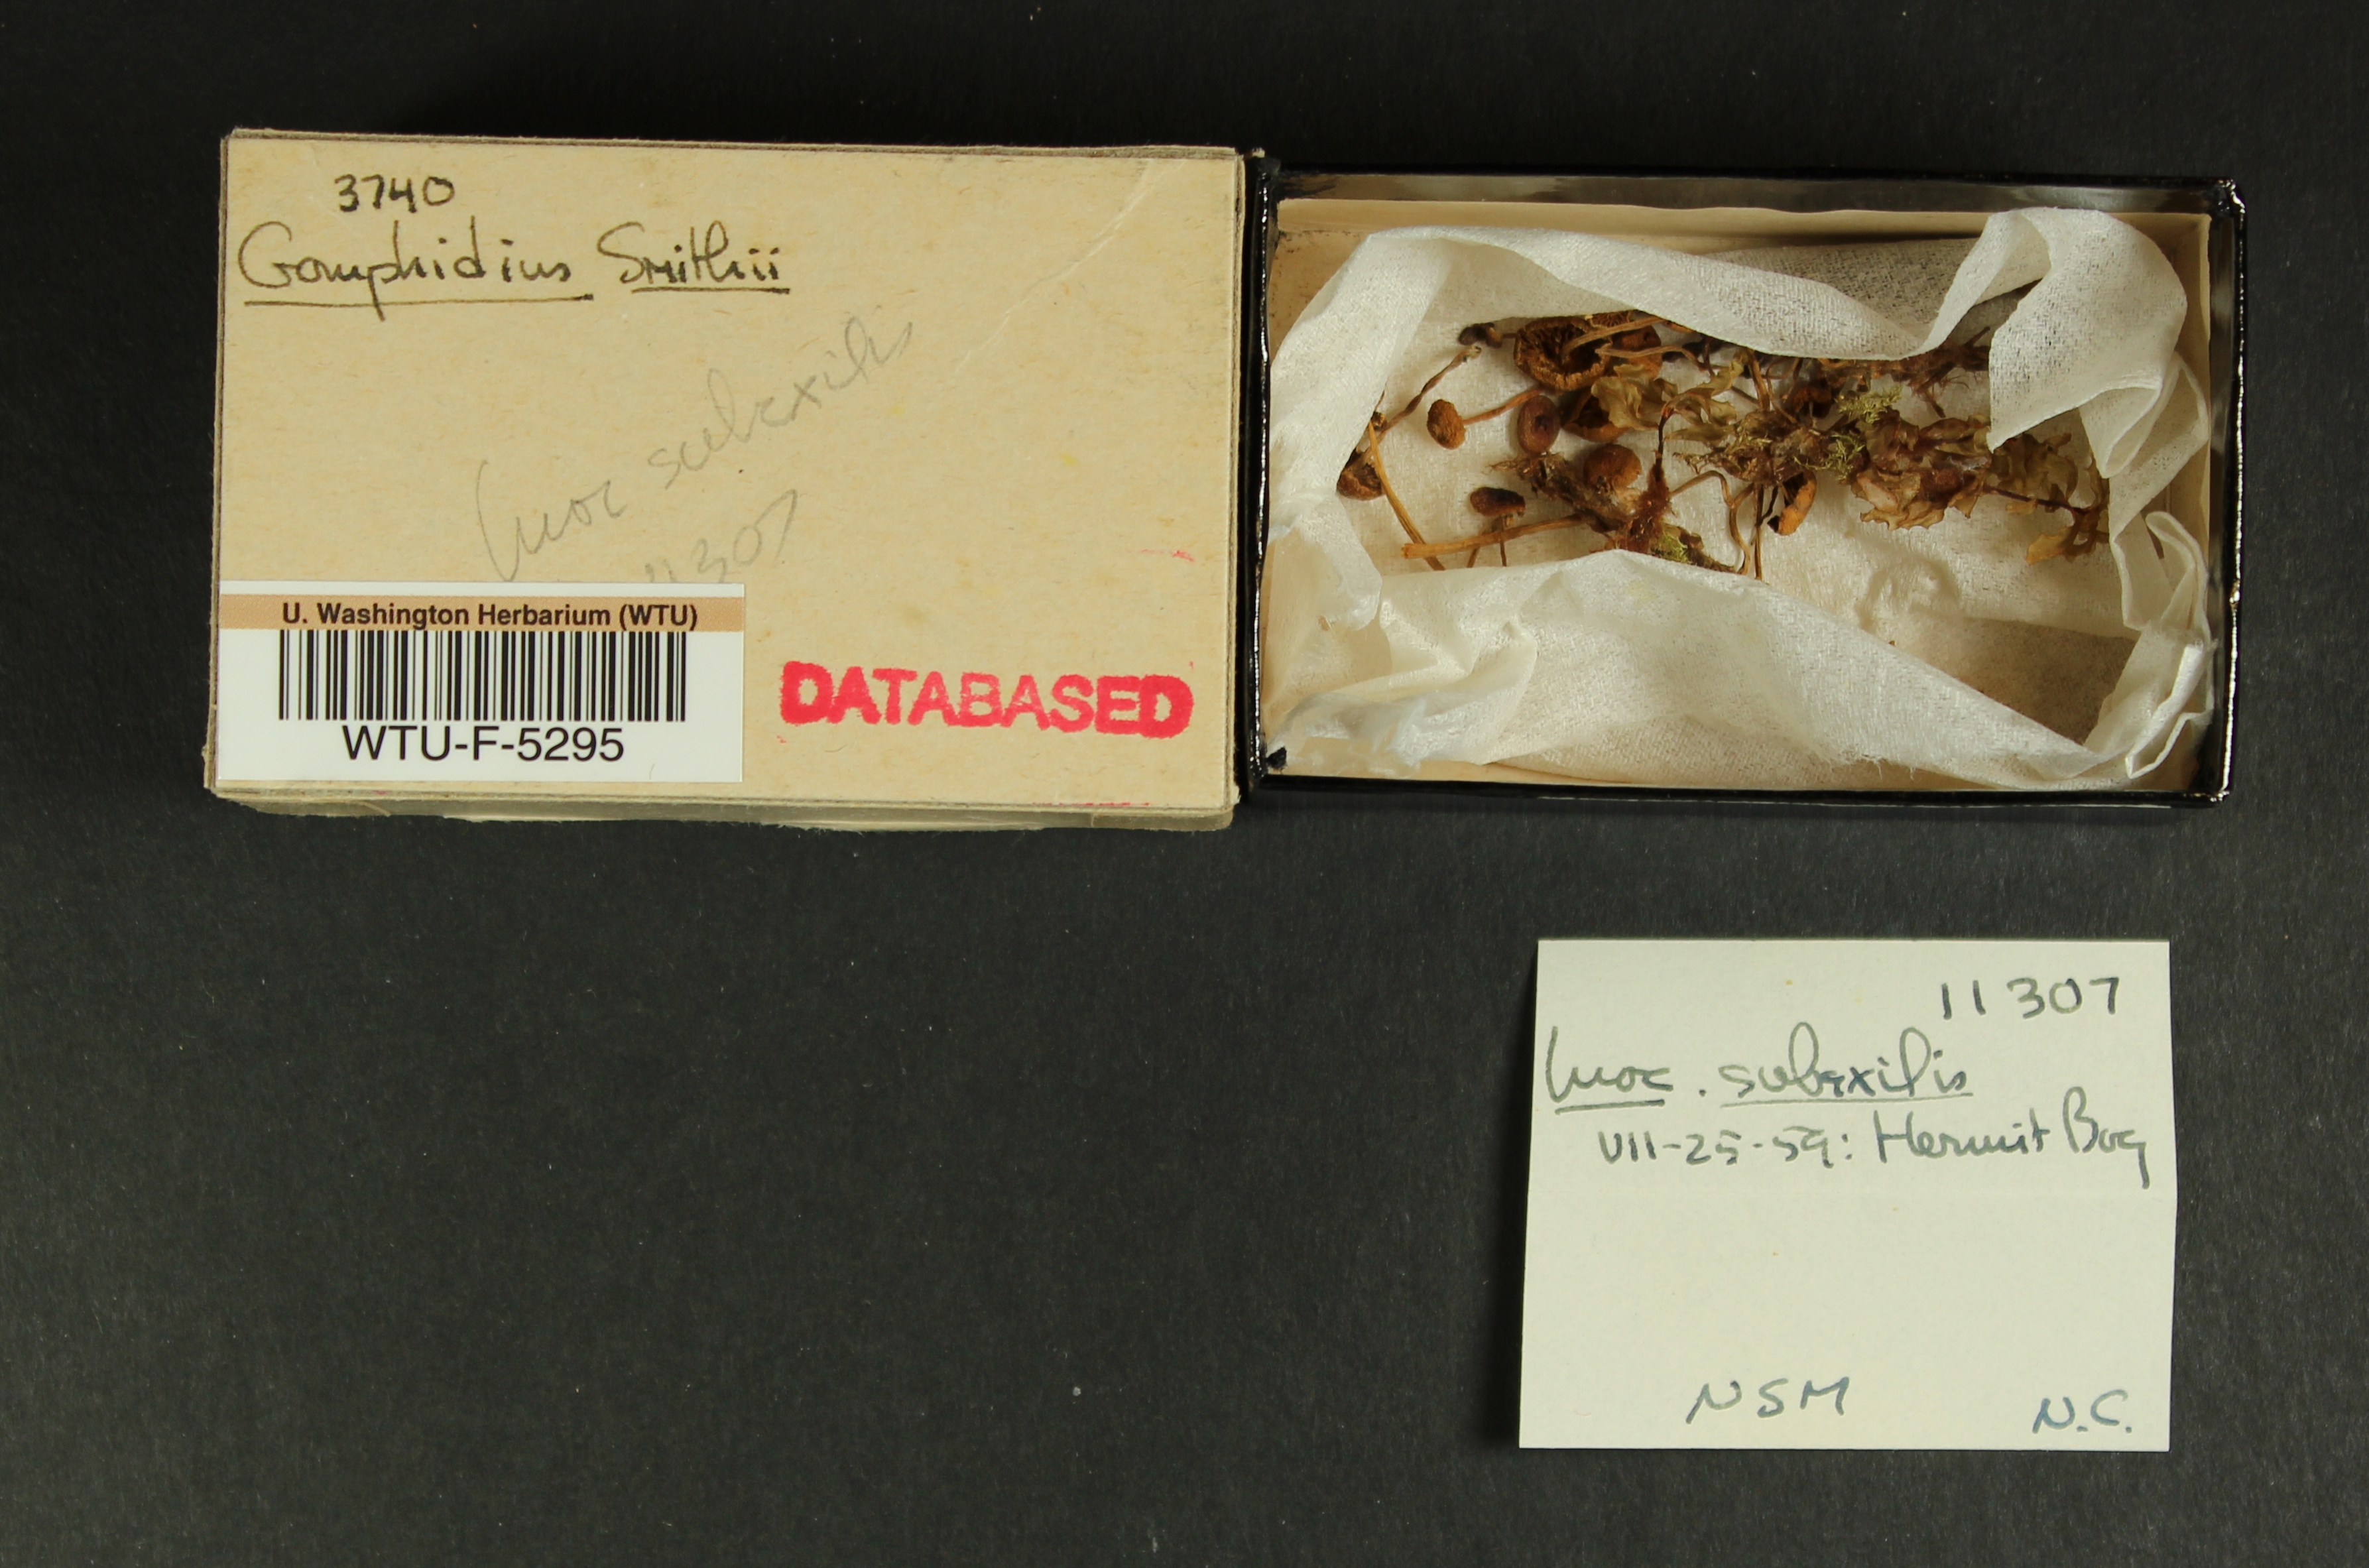 3740
Gomphidius Smithii
Inoc subexilis
11307
U. Washington Herbarium (WTU)
WTU-F-5295
DATABASED
11307
Inoc. subexilis
VII-25-59: Hermit Bog
NSM
N.C.